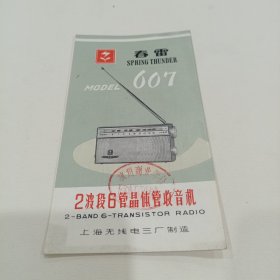 春雷
SPRING THUNDER
MODEL 607
2波段6管晶体管收音机
2-BAND 6-TRANSISTOR RADIO
上海无线电三厂制造